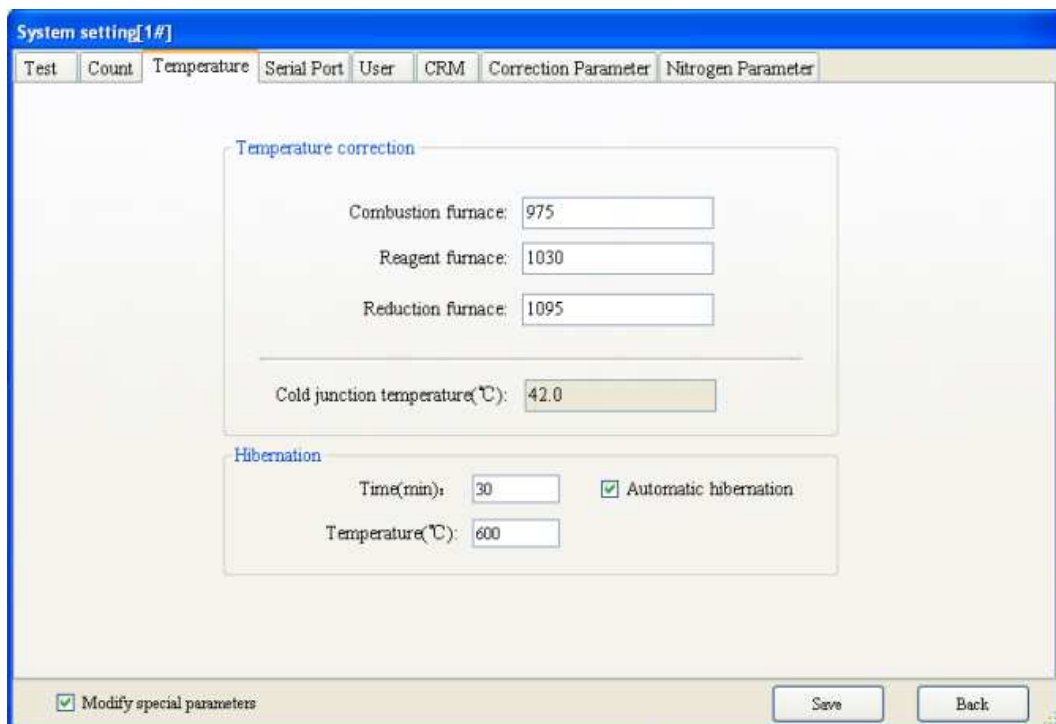 System setting[1#]
Test Count Temperature Serial Port User CRM Correction Parameter Nitrogen Parameter
Temperature correction
Combustion furnace: 975
Reagent furnace: 1030
Reduction furnace: 1095
Cold junction temperature(℃): 42.0
Hibernation
Time(min): 30 Automatic hibernation
Temperature(℃): 600
Modify special parameters Save Back